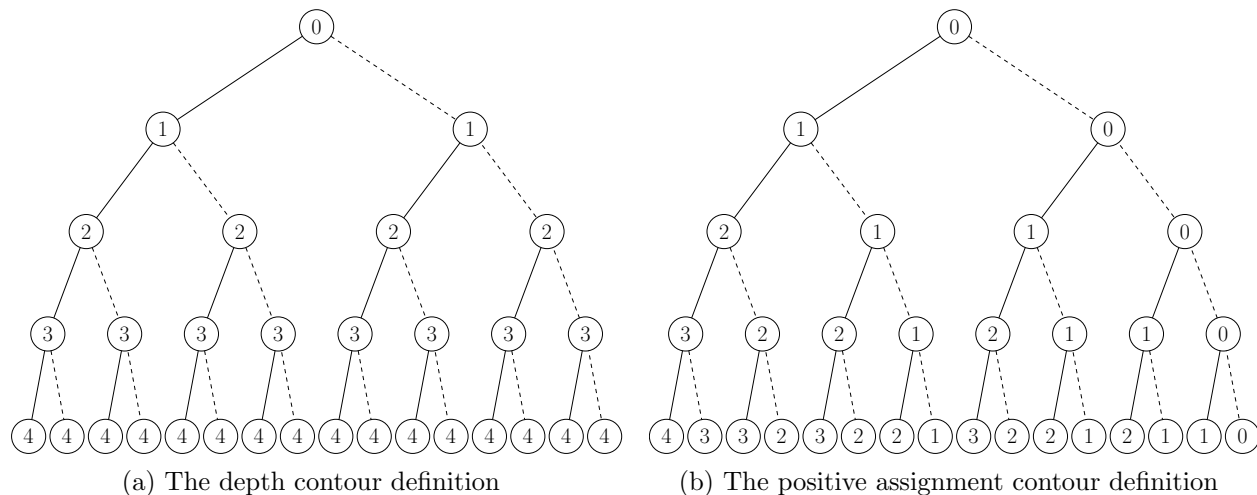 0 0
1 1 1 0
2 2 2 2 2 1 1 0
3 3 3 3 3 3 3 3 3 2 2 1 2 1 1 0
4 4 4 4 4 4 4 4 4 4 4 4 4 4 4 4 4 3 3 2 3 2 2 1 3 2 2 1 2 1 1 0
(a) The depth contour definition (b) The positive assignment contour definition